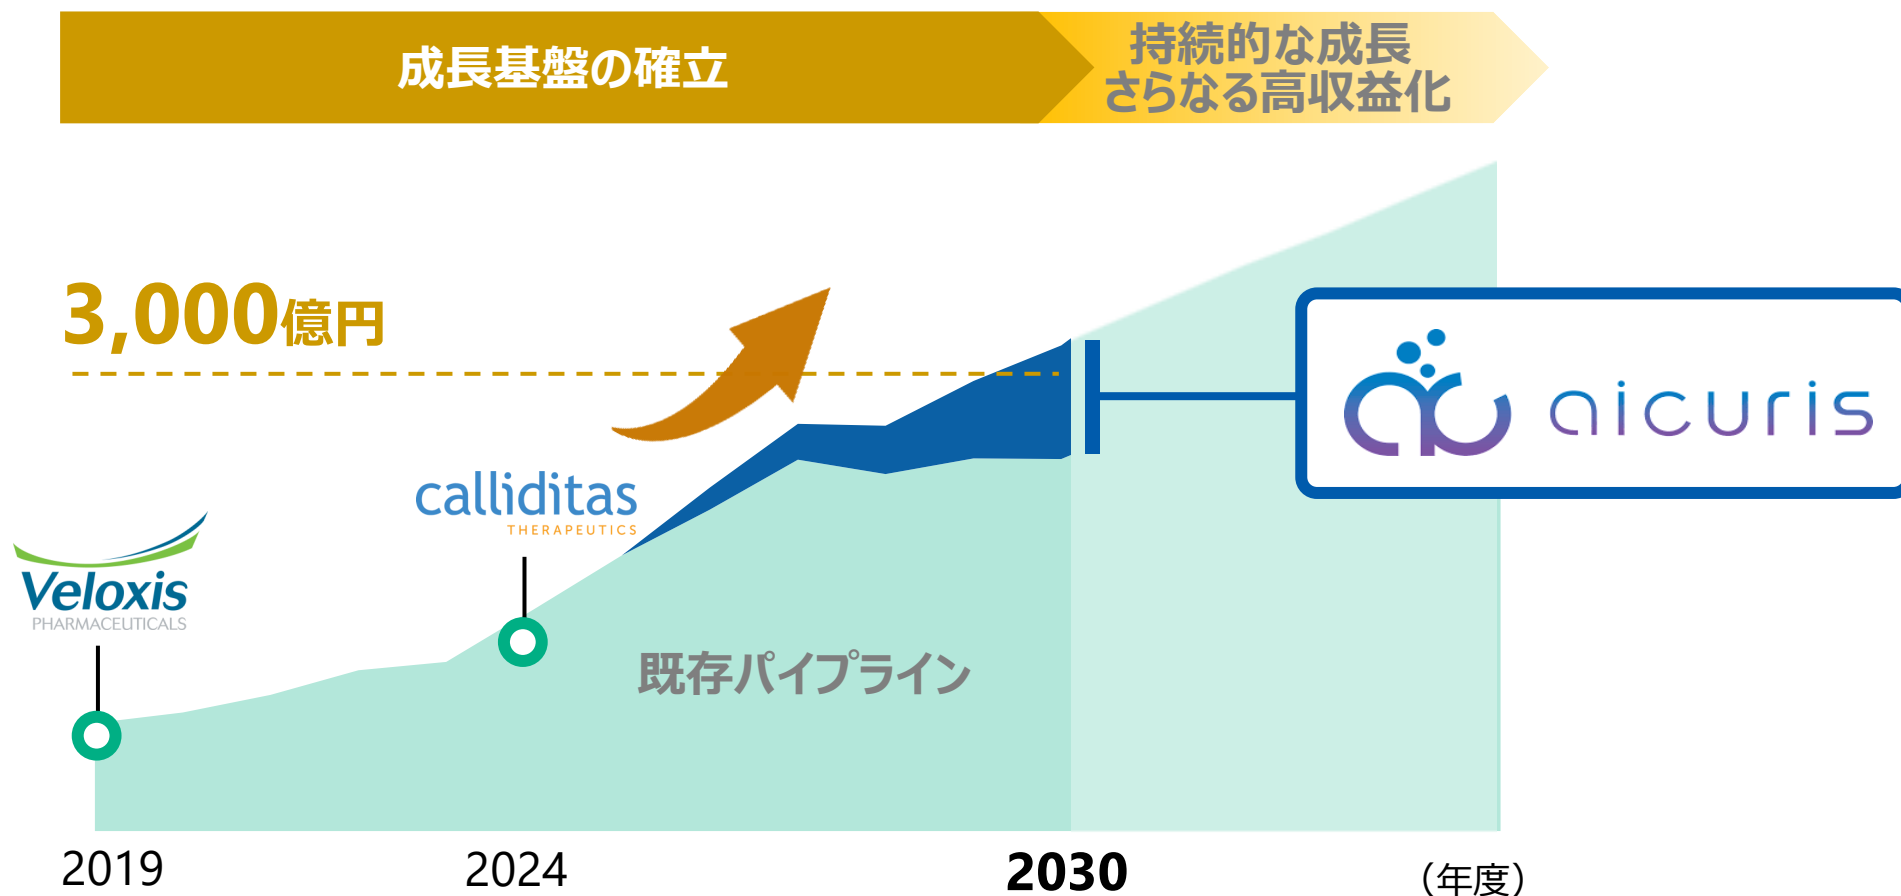 成長基盤の確立
持続的な成長
さらなる高収益化
3,000億円
aicuris
calliditas
THERAPEUTICS
Veloxis
PHARMACEUTICALS
既存パイプライン
2019
2024
2030
（年度）